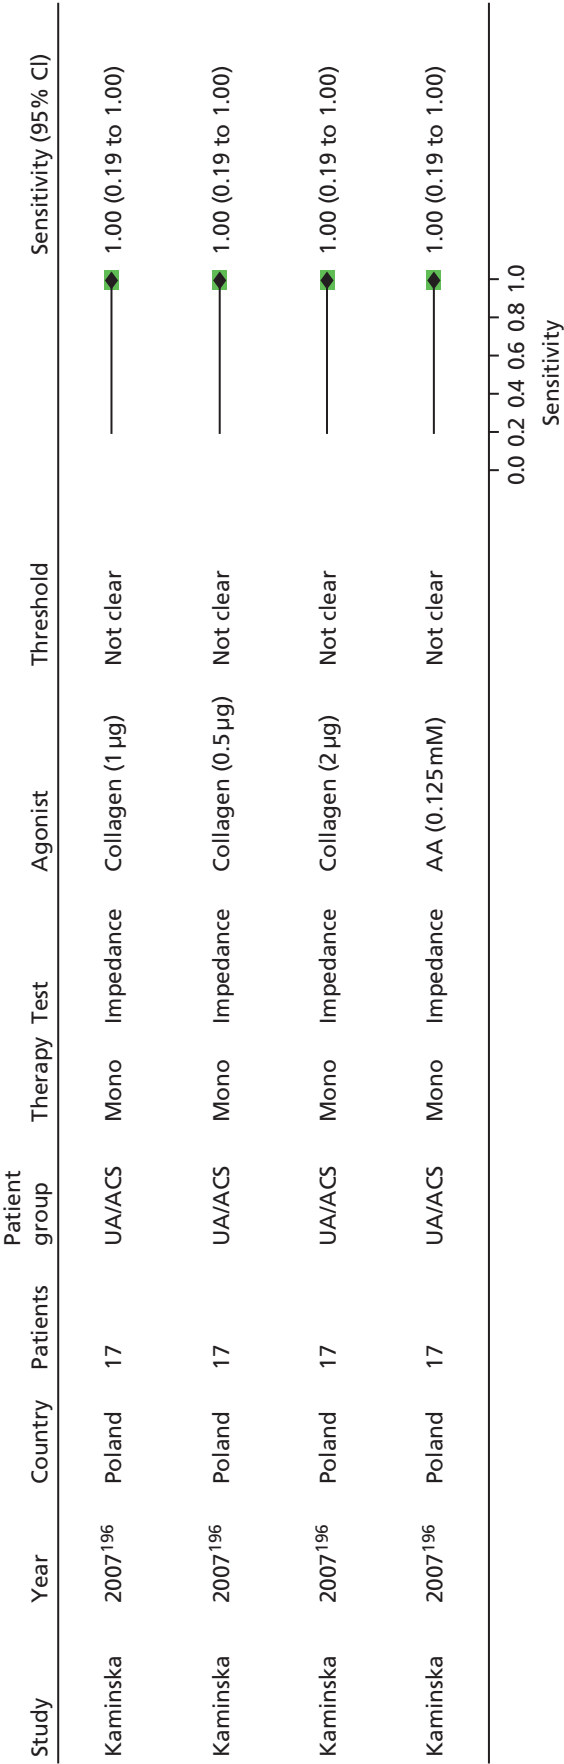 Study Year Country Patients Patient group Therapy Test Agonist Threshold Sensitivity (95% CI)
Kaminska 2007¹⁹⁶ Poland 17 UA/ACS Mono Impedance Collagen (1 µg) Not clear 1.00 (0.19 to 1.00)
Kaminska 2007¹⁹⁶ Poland 17 UA/ACS Mono Impedance Collagen (0.5 µg) Not clear 1.00 (0.19 to 1.00)
Kaminska 2007¹⁹⁶ Poland 17 UA/ACS Mono Impedance Collagen (2 µg) Not clear 1.00 (0.19 to 1.00)
Kaminska 2007¹⁹⁶ Poland 17 UA/ACS Mono Impedance AA (0.125 mM) Not clear 1.00 (0.19 to 1.00)
0.0 0.2 0.4 0.6 0.8 1.0
Sensitivity